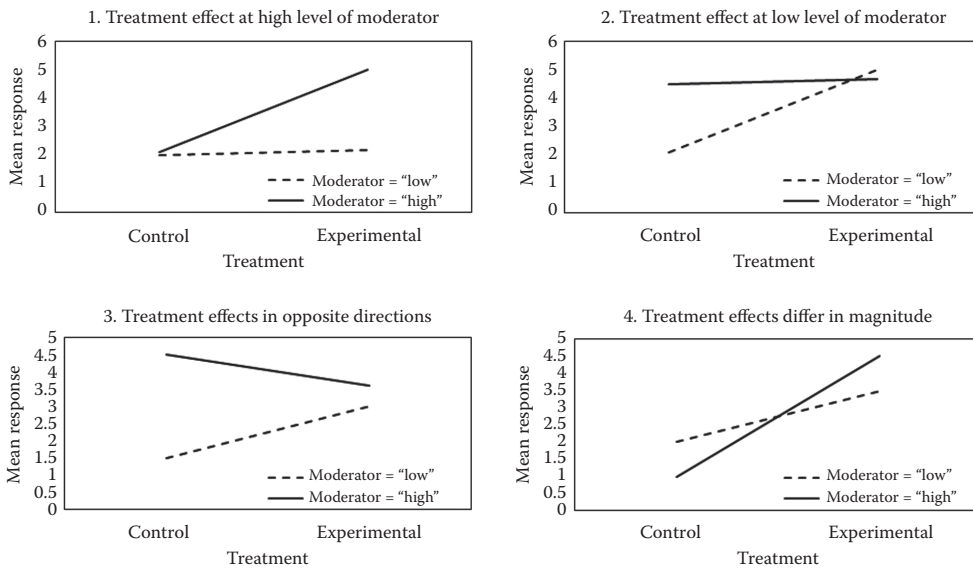 1. Treatment effect at high level of moderator
6
5
4
3
2
1
0
Mean response
Moderator = “low”
Moderator = “high”
Control
Experimental
Treatment
2. Treatment effect at low level of moderator
6
5
4
3
2
1
0
Mean response
Moderator = “low”
Moderator = “high”
Control
Experimental
Treatment
3. Treatment effects in opposite directions
5
4.5
4
3.5
3
2.5
2
1.5
1
0.5
0
Mean response
Moderator = “low”
Moderator = “high”
Control
Experimental
Treatment
4. Treatment effects differ in magnitude
5
4.5
4
3.5
3
2.5
2
1.5
1
0.5
0
Mean response
Moderator = “low”
Moderator = “high”
Control
Experimental
Treatment